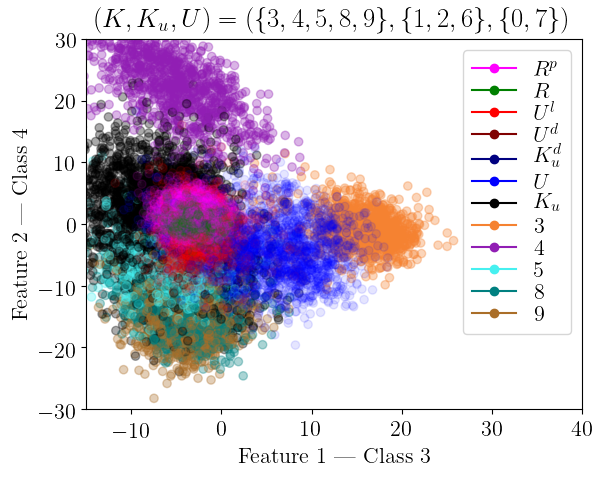 (K, K_u, U) = ({3, 4, 5, 8, 9}, {1, 2, 6}, {0, 7})
30
20
10
0
−10
−20
−30
Feature 2 — Class 4
R^p
R
U^l
U^d
K_u^d
U
K_u
3
4
5
8
9
−10
0
10
20
30
40
Feature 1 — Class 3